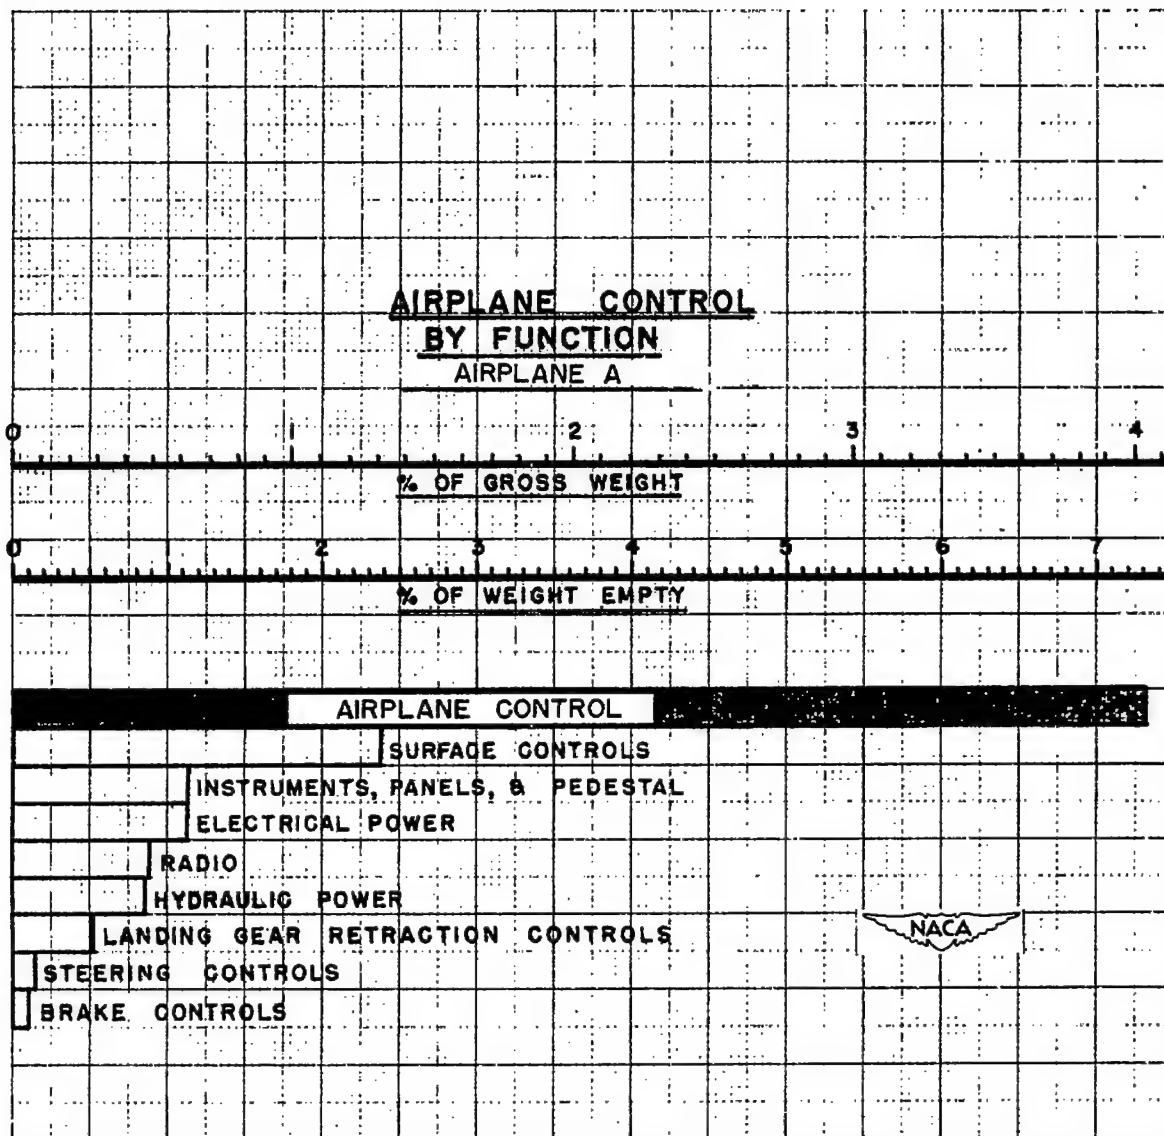 AIRPLANE CONTROL
BY FUNCTION
AIRPLANE A
0 1 2 3 4
% OF GROSS WEIGHT
0 2 3 4 5 6 7
% OF WEIGHT EMPTY
AIRPLANE CONTROL
SURFACE CONTROLS
INSTRUMENTS, PANELS, & PEDESTAL
ELECTRICAL POWER
RADIO
HYDRAULIC POWER
LANDING GEAR RETRACTION CONTROLS
NACA
STEERING CONTROLS
BRAKE CONTROLS